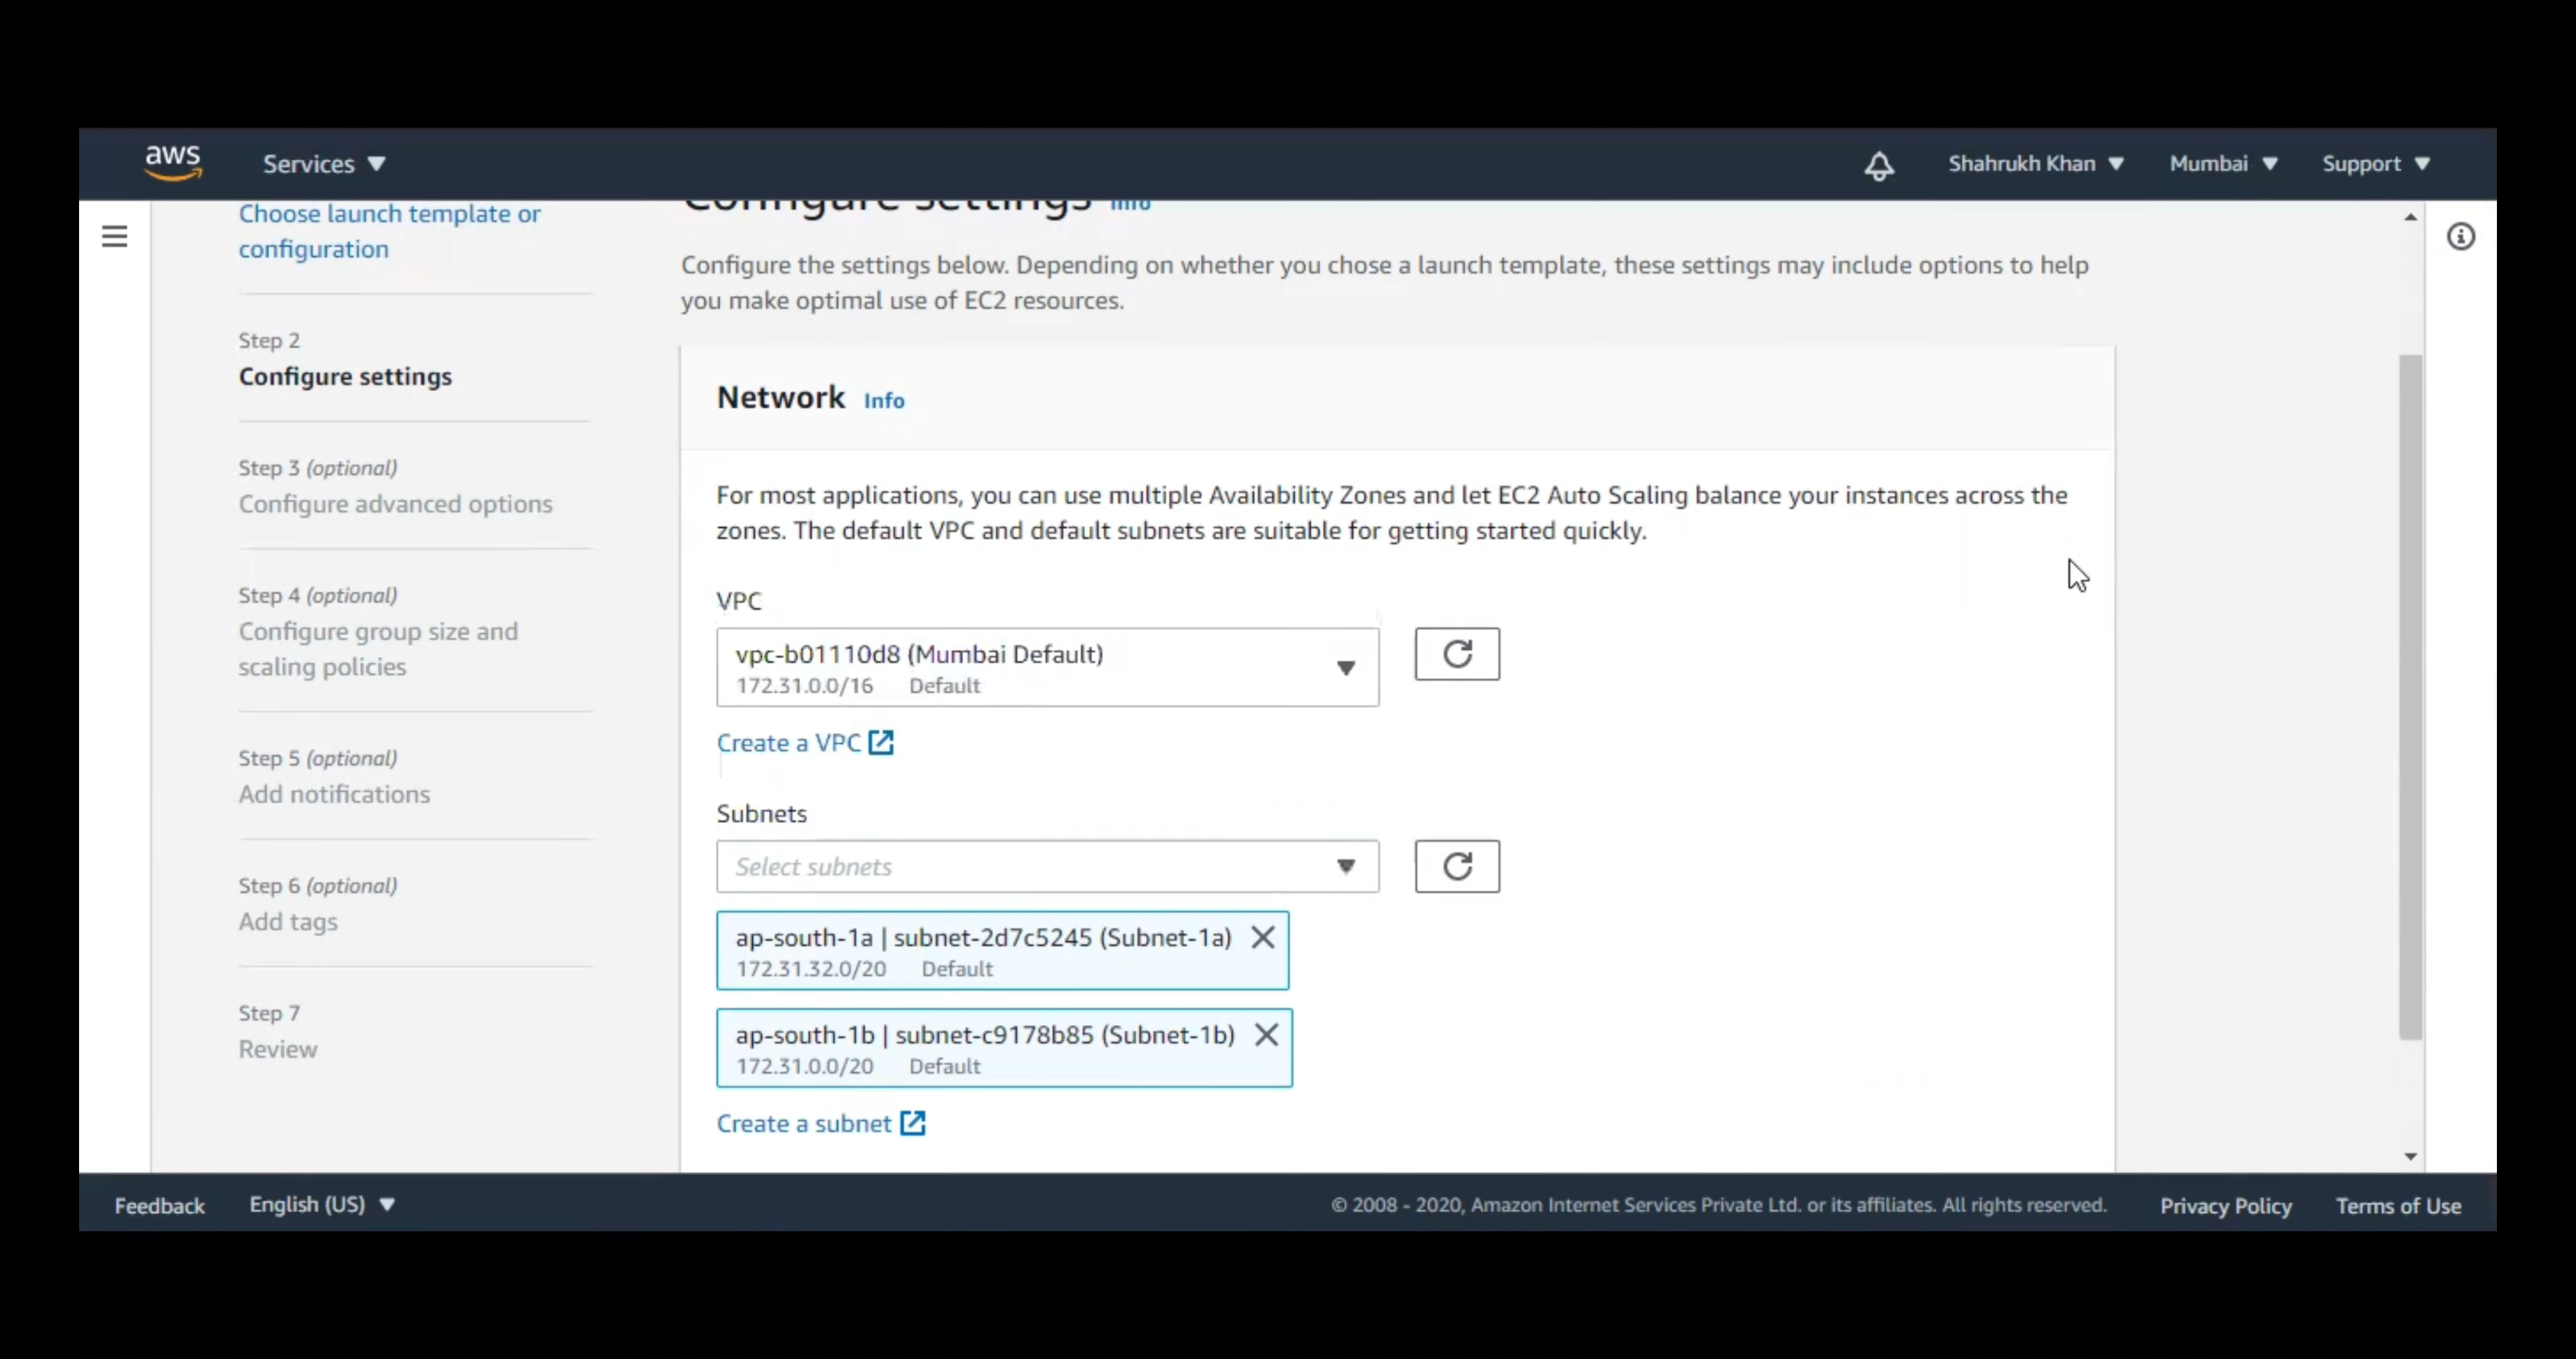 aws
Services
Shahrukh Khan
Mumbai
Support
Choose launch template or
configuration
Step 2
Configure settings
Step 3 (optional)
Configure advanced options
Step 4 (optional)
Configure group size and
scaling policies
Step 5 (optional)
Add notifications
Step 6 (optional)
Add tags
Step 7
Review
Configure settings Info
Configure the settings below. Depending on whether you chose a launch template, these settings may include options to help
you make optimal use of EC2 resources.
Network Info
For most applications, you can use multiple Availability Zones and let EC2 Auto Scaling balance your instances across the
zones. The default VPC and default subnets are suitable for getting started quickly.
VPC
vpc-b01110d8 (Mumbai Default)
172.31.0.0/16 Default
Create a VPC
Subnets
Select subnets
ap-south-1a | subnet-2d7c5245 (Subnet-1a)
172.31.32.0/20 Default
ap-south-1b | subnet-c9178b85 (Subnet-1b)
172.31.0.0/20 Default
Create a subnet
Feedback
English (US)
© 2008 - 2020, Amazon Internet Services Private Ltd. or its affiliates. All rights reserved.
Privacy Policy
Terms of Use